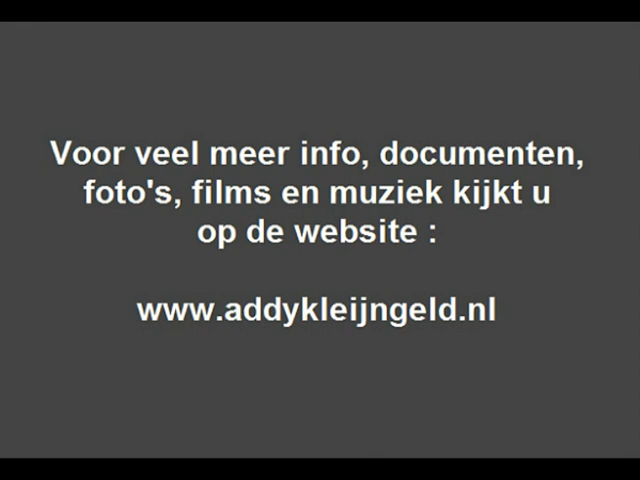 Voor veel meer info, documenten,
foto's, films en muziek kijkt u
op de website :
www.addykleijngeld.nl